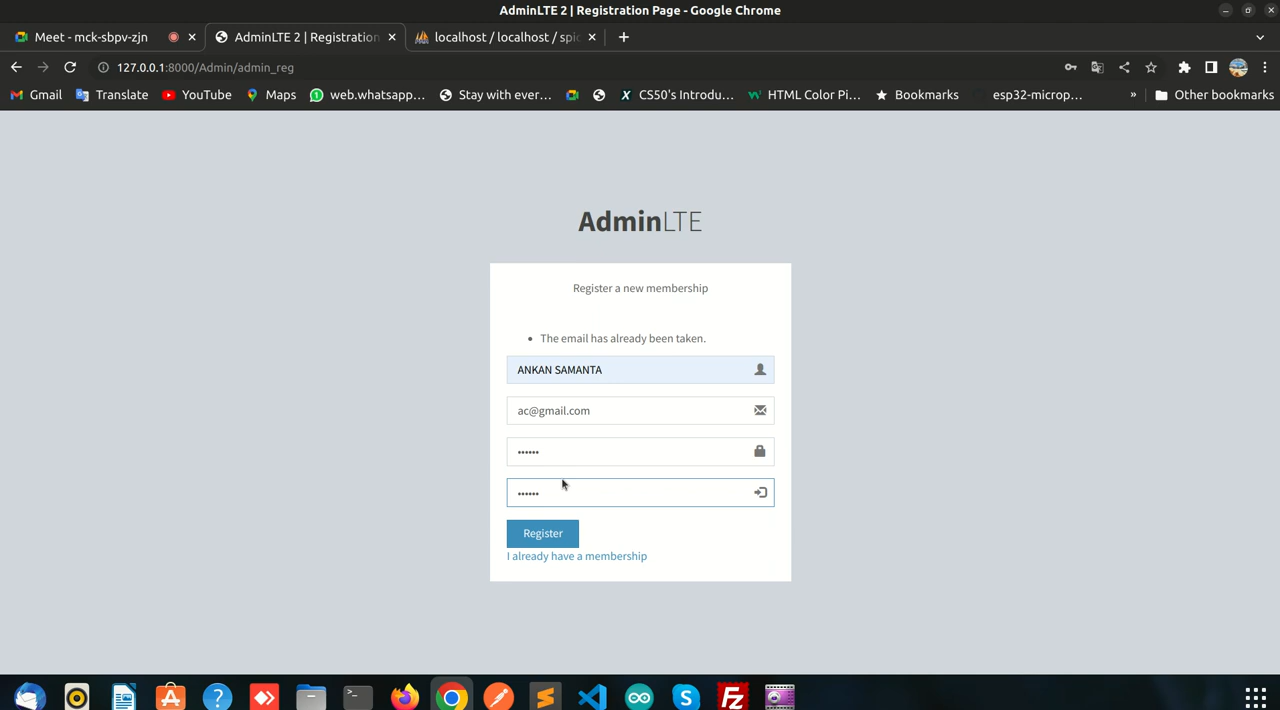 AdminLTE 2 | Registration Page - Google Chrome
Meet - mck-sbpv-zjn
AdminLTE 2 | Registration
localhost / localhost / spic
127.0.0.1:8000/Admin/admin_reg
Gmail
Translate
YouTube
Maps
web.whatsapp...
Stay with ever...
CS50's Introdu...
HTML Color Pi...
Bookmarks
esp32-microp...
»
Other bookmarks
AdminLTE
Register a new membership
• The email has already been taken.
ANKAN SAMANTA
ac@gmail.com
••••••
••••••
Register
I already have a membership